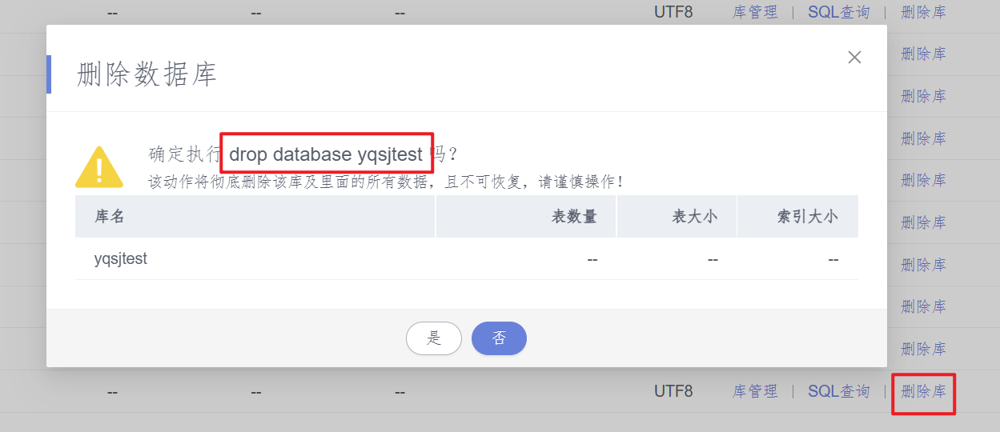 -- -- -- UTF8 库管理 | SQL查询 | 删除库
删除数据库
删除库
删除库
确定执行 drop database yqsjtest 吗?
删除库
该动作将彻底删除该库及里面的所有数据，且不可恢复，请谨慎操作!
删除库
库名 表数量 表大小 索引大小
删除库
yqsjtest -- -- --
删除库
删除库
是 否
删除库
-- -- -- UTF8 库管理 | SQL查询 | 删除库